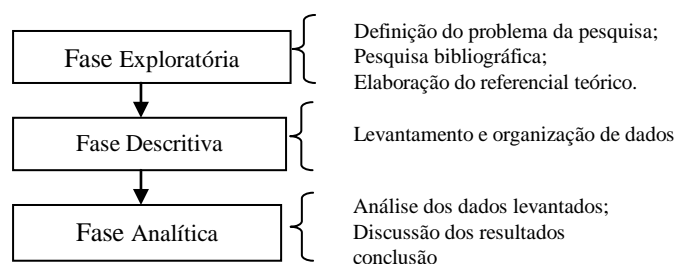 Fase Exploratória
Definição do problema da pesquisa;
Pesquisa bibliográfica;
Elaboração do referencial teórico.
Fase Descritiva
Levantamento e organização de dados
Fase Analítica
Análise dos dados levantados;
Discussão dos resultados
conclusão